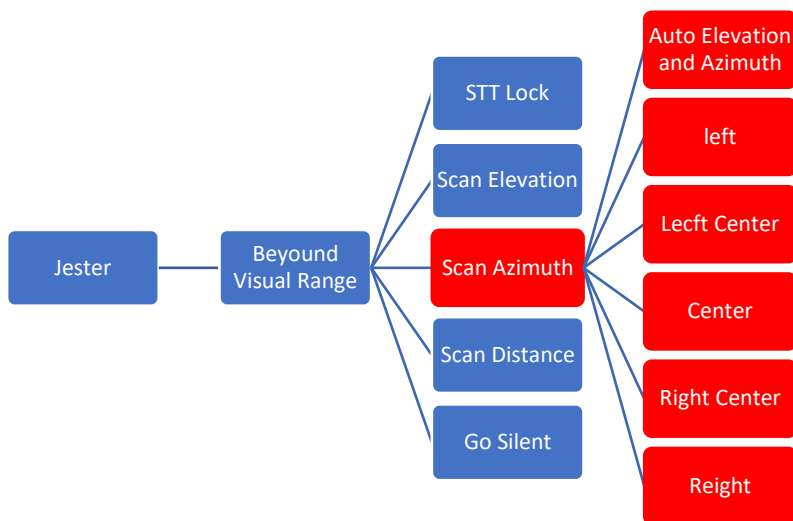 Jester
Beyound
Visual Range
STT Lock
Scan Elevation
Scan Azimuth
Scan Distance
Go Silent
Auto Elevation
and Azimuth
left
Lecft Center
Center
Right Center
Reight